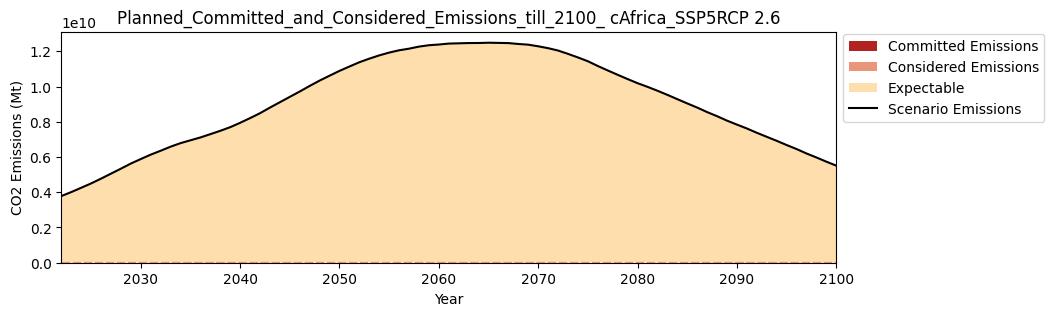 Planned_Committed_and_Considered_Emissions_till_2100_ cAfrica_SSP5RCP 2.6
1e10
1.2
1.0
0.8
0.6
0.4
0.2
0.0
CO2 Emissions (Mt)
2030 2040 2050 2060 2070 2080 2090 2100
Year
Committed Emissions
Considered Emissions
Expectable
Scenario Emissions